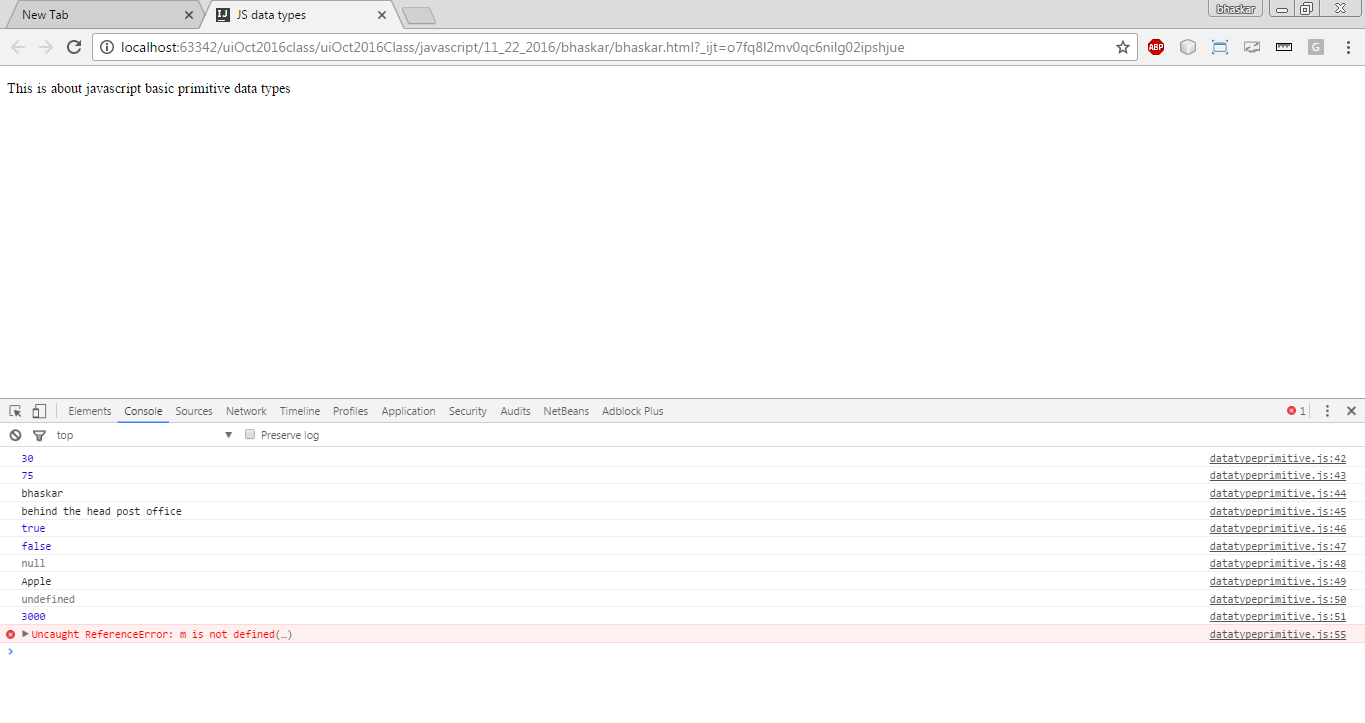 New Tab
JS data types
bhaskar
localhost:63342/uiOct2016class/uiOct2016Class/javascript/11_22_2016/bhaskar/bhaskar.html?_ijt=o7fq8l2mv0qc6nilg02ipshjue
ABP
G
This is about javascript basic primitive data types
Elements Console Sources Network Timeline Profiles Application Security Audits NetBeans Adblock Plus 1
top Preserve log
30 datatypeprimitive.js:42
75 datatypeprimitive.js:43
bhaskar datatypeprimitive.js:44
behind the head post office datatypeprimitive.js:45
true datatypeprimitive.js:46
false datatypeprimitive.js:47
null datatypeprimitive.js:48
Apple datatypeprimitive.js:49
undefined datatypeprimitive.js:50
3000 datatypeprimitive.js:51
Uncaught ReferenceError: m is not defined(…) datatypeprimitive.js:55